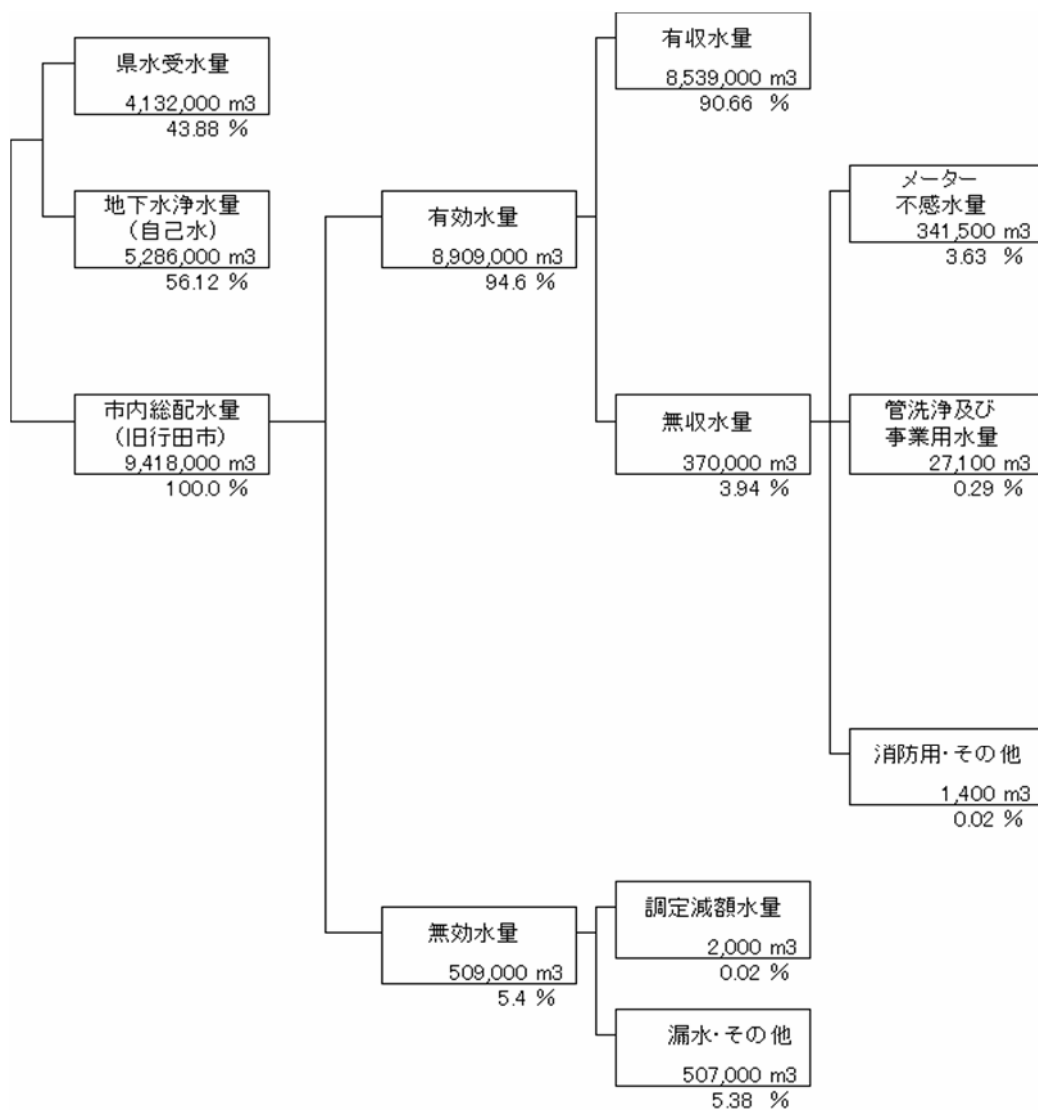 県水受水量
4,132,000 m3
43.88 %
地下水浄水量
(自己水)
5,286,000 m3
56.12 %
市内総配水量
(旧行田市)
9,418,000 m3
100.0 %
有効水量
8,909,000 m3
94.6 %
無効水量
509,000 m3
5.4 %
有収水量
8,539,000 m3
90.66 %
無収水量
370,000 m3
3.94 %
調定減額水量
2,000 m3
0.02 %
漏水・その他
507,000 m3
5.38 %
メーター
不感水量
341,500 m3
3.63 %
管洗浄及び
事業用水量
27,100 m3
0.29 %
消防用・その他
1,400 m3
0.02 %